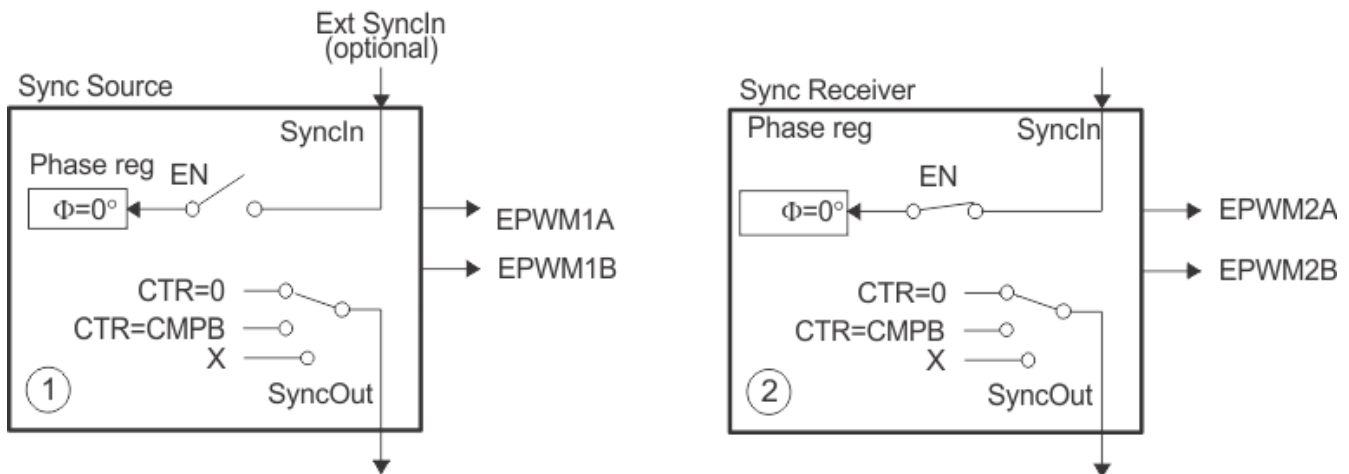 Ext SyncIn
(optional)
Sync Source
SyncIn
Phase reg
EN
Φ=0°
EPWM1A
EPWM1B
CTR=0
CTR=CMPB
X
1
SyncOut
Sync Receiver
Phase reg
SyncIn
EN
Φ=0°
EPWM2A
EPWM2B
CTR=0
CTR=CMPB
X
2
SyncOut